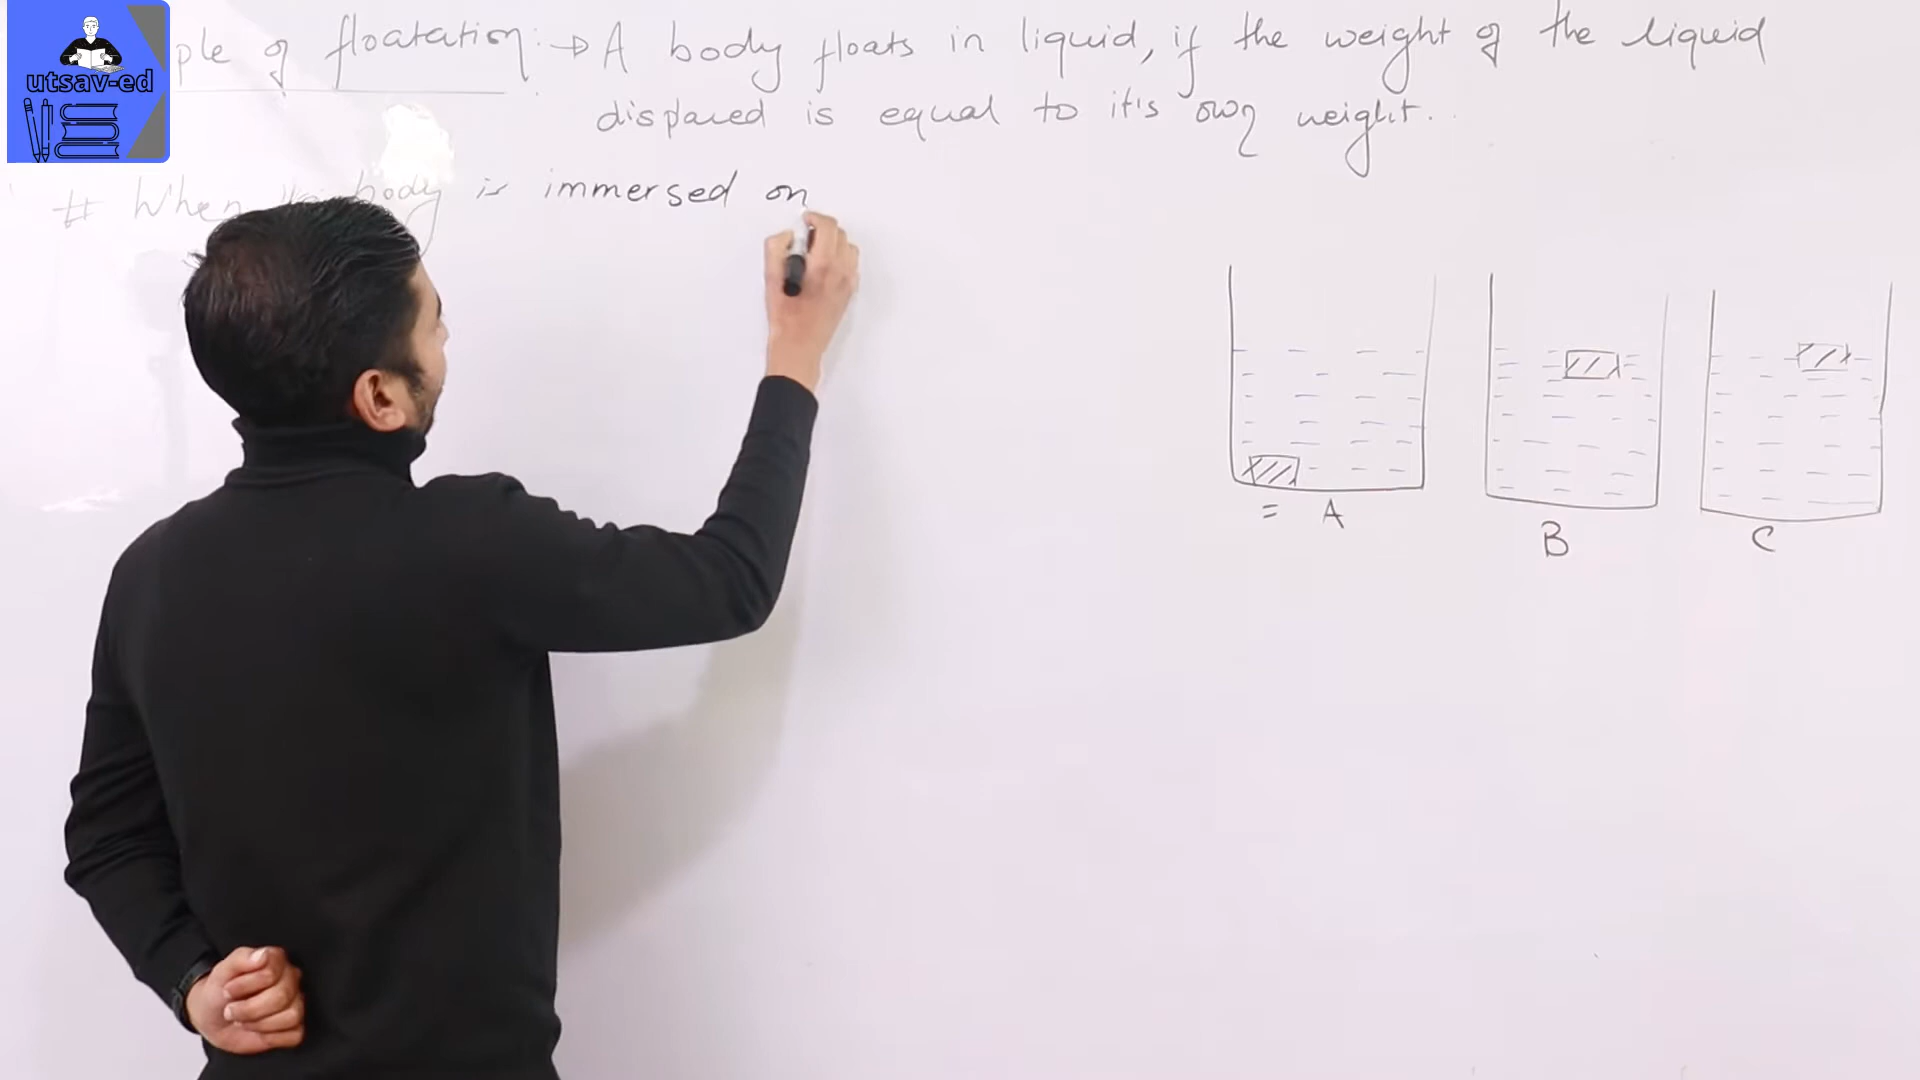 utsav-ed
ple of floatation:→ A body floats in liquid, if the weight of the liquid
displaced is equal to it's own weight.
# When body is immersed on
= A
B
C